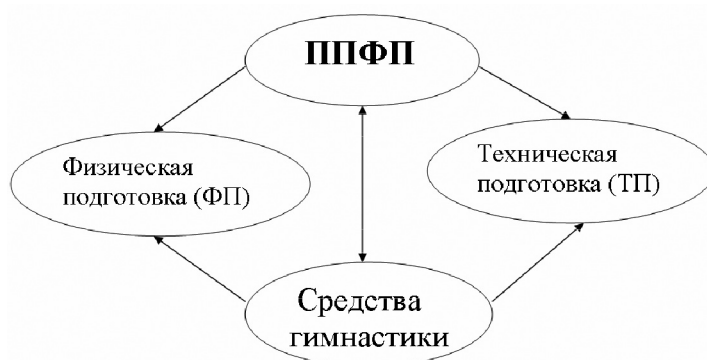 ППФП
Физическая
подготовка (ФП)
Техническая
подготовка (ТП)
Средства
гимнастики